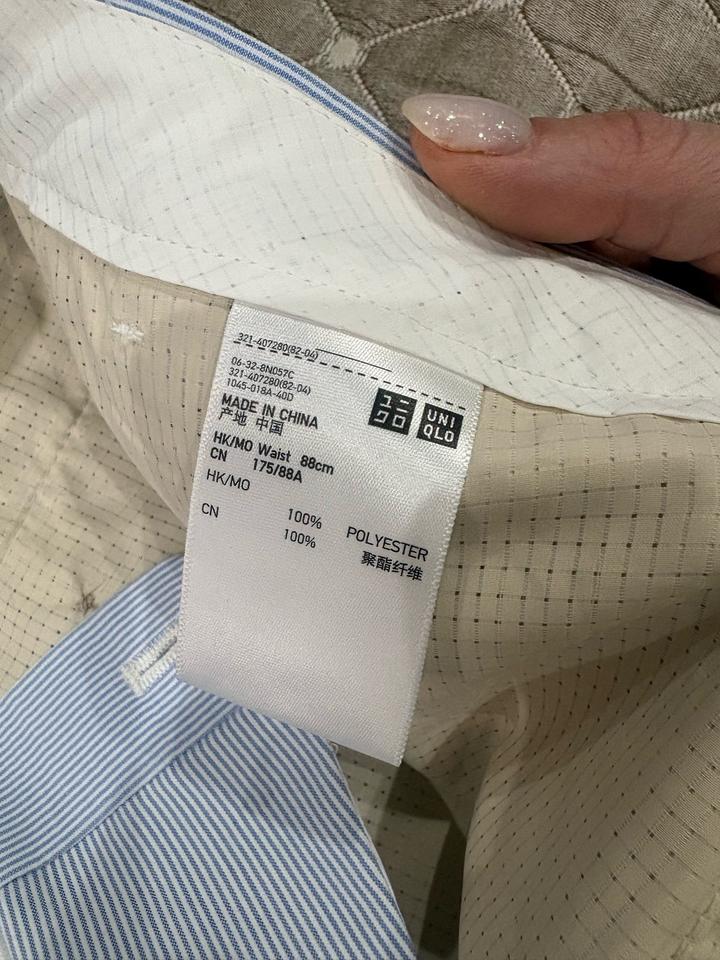 321-407280(82-04)
06-32-8N057C
321-407280(82-04)
1045-018A-40D
MADE IN CHINA
产地 中国
ユニ
クロ
UNI
QLO
HK/MO Waist 88cm
CN 175/88A
HK/MO
100% POLYESTER
CN
100% 聚酯纤维